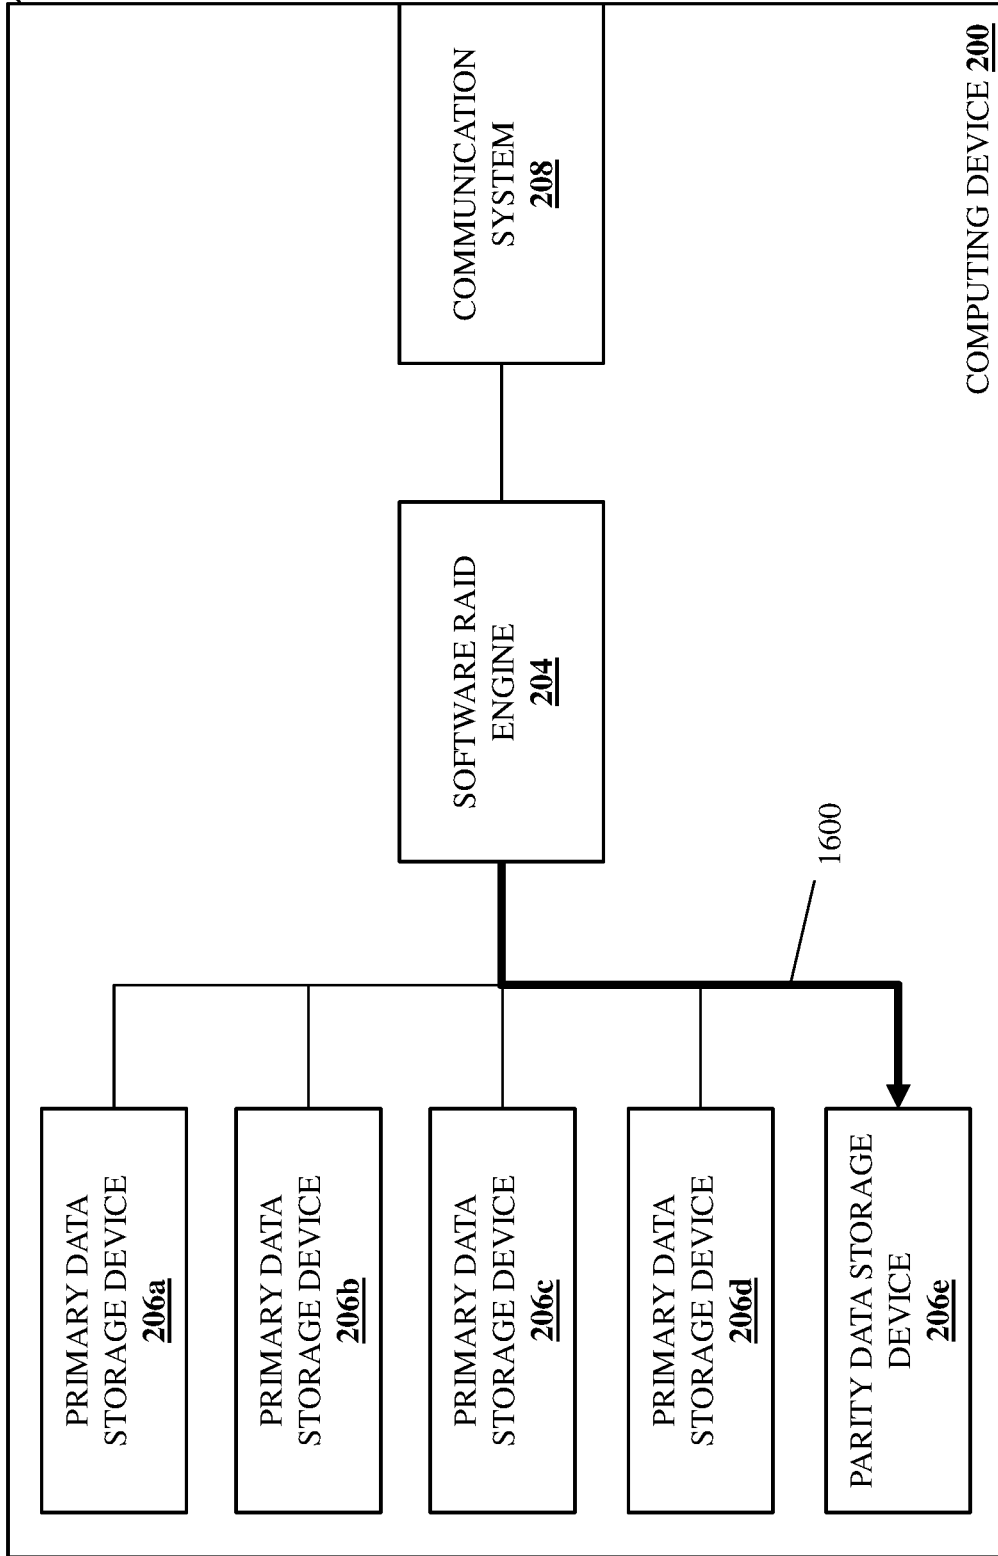 PRIMARY DATA
STORAGE DEVICE
206a
PRIMARY DATA
STORAGE DEVICE
206b
PRIMARY DATA
STORAGE DEVICE
206c
PRIMARY DATA
STORAGE DEVICE
206d
PARITY DATA STORAGE
DEVICE
206e
SOFTWARE RAID
ENGINE
204
1600
COMMUNICATION
SYSTEM
208
COMPUTING DEVICE 200